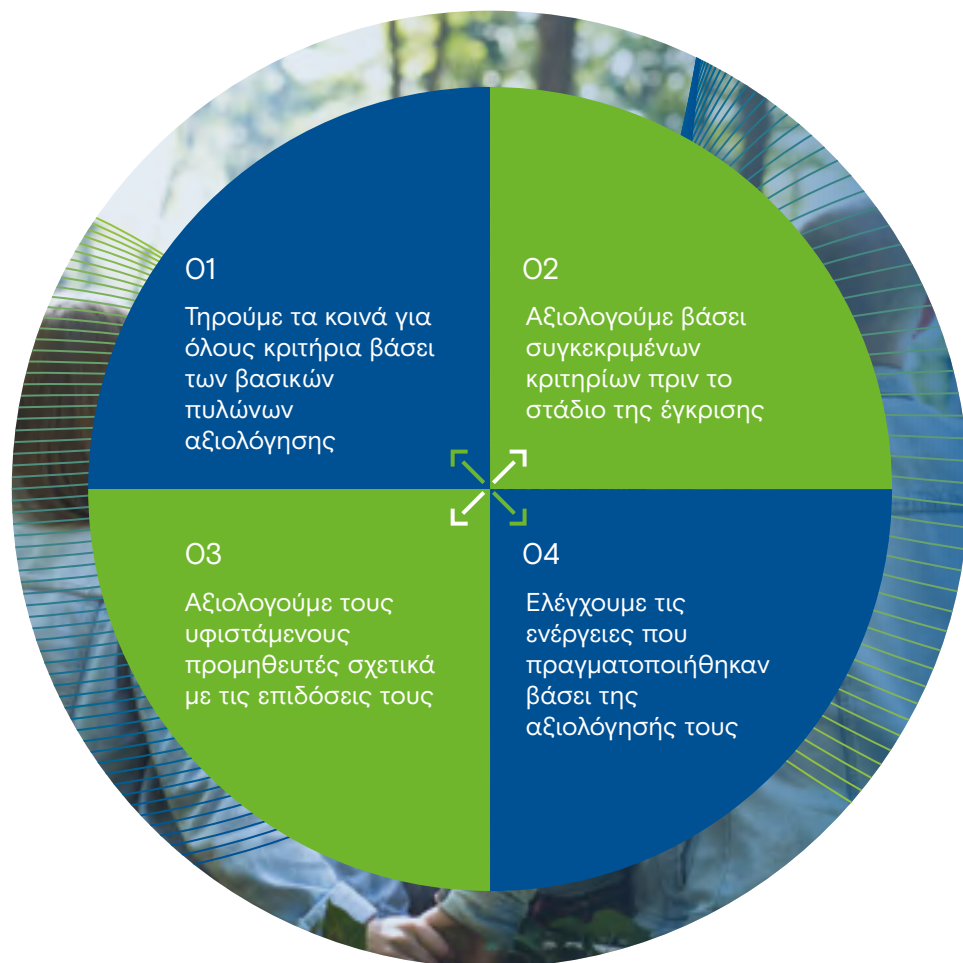 01
Τηρούμε τα κοινά για
όλους κριτήρια βάσει
των βασικών
πυλώνων
αξιολόγησης
02
Αξιολογούμε βάσει
συγκεκριμένων
κριτηρίων πριν το
στάδιο της έγκρισης
03
Αξιολογούμε τους
υφιστάμενους
προμηθευτές σχετικά
με τις επιδόσεις τους
04
Ελέγχουμε τις
ενέργειες που
πραγματοποιήθηκαν
βάσει της
αξιολόγησής τους